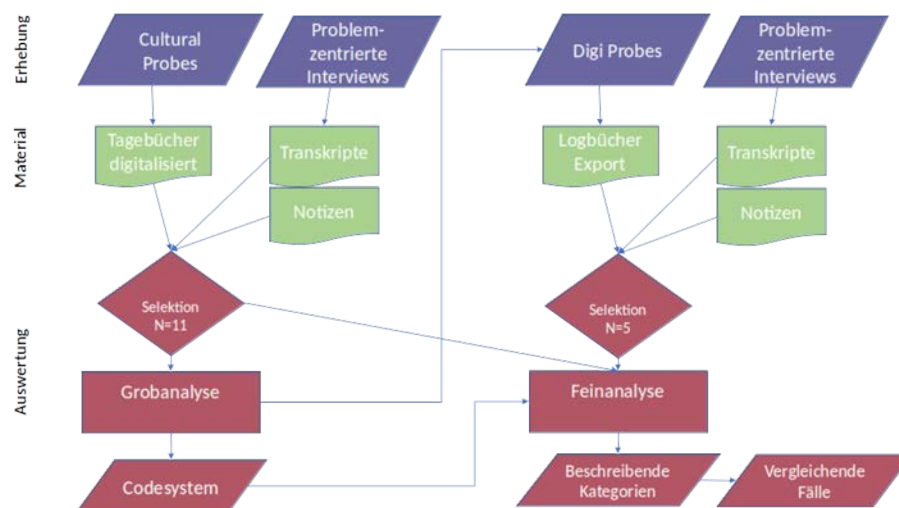 Erhebung
Cultural
Probes
Problem-
zentrierte
Interviews
Digi Probes
Problem-
zentrierte
Interviews
Material
Tagebücher
digitalisiert
Transkripte
Notizen
Logbücher
Export
Transkripte
Notizen
Auswertung
Selektion
N=11
Selektion
N=5
Grobanalyse
Feinanalyse
Codesystem
Beschreibende
Kategorien
Vergleichende
Fälle